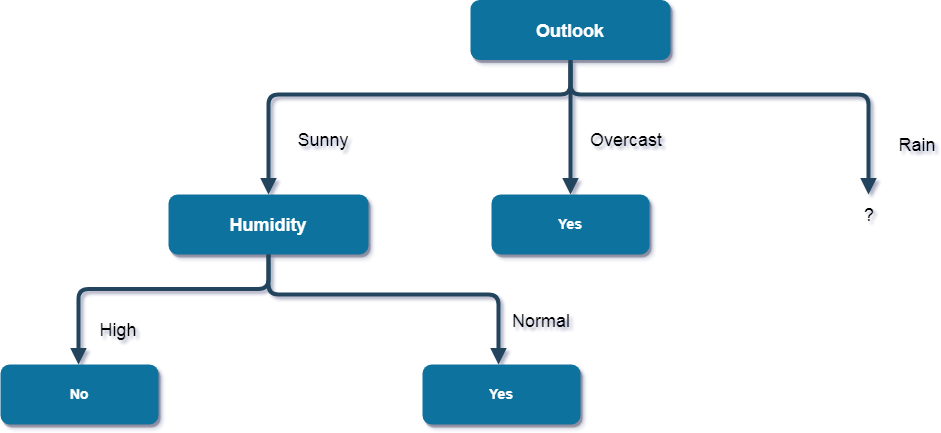 Outlook
Sunny
Overcast
Rain
Humidity
Yes
?
High
Normal
No
Yes